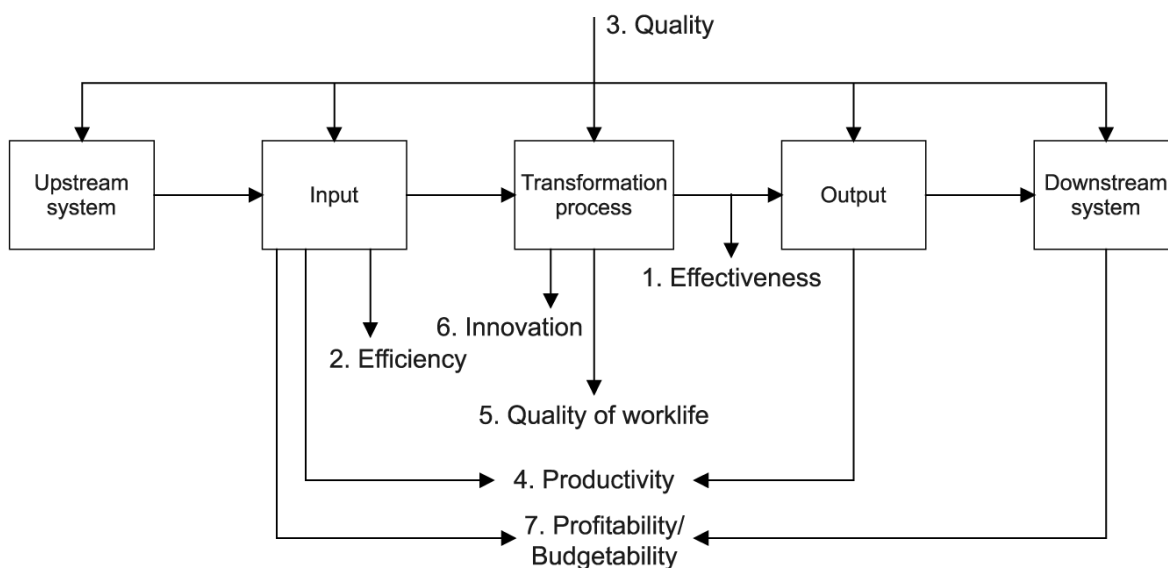 3. Quality
Upstream
system
Input
Transformation
process
Output
Downstream
system
1. Effectiveness
6. Innovation
2. Efficiency
5. Quality of worklife
4. Productivity
7. Profitability/
Budgetability